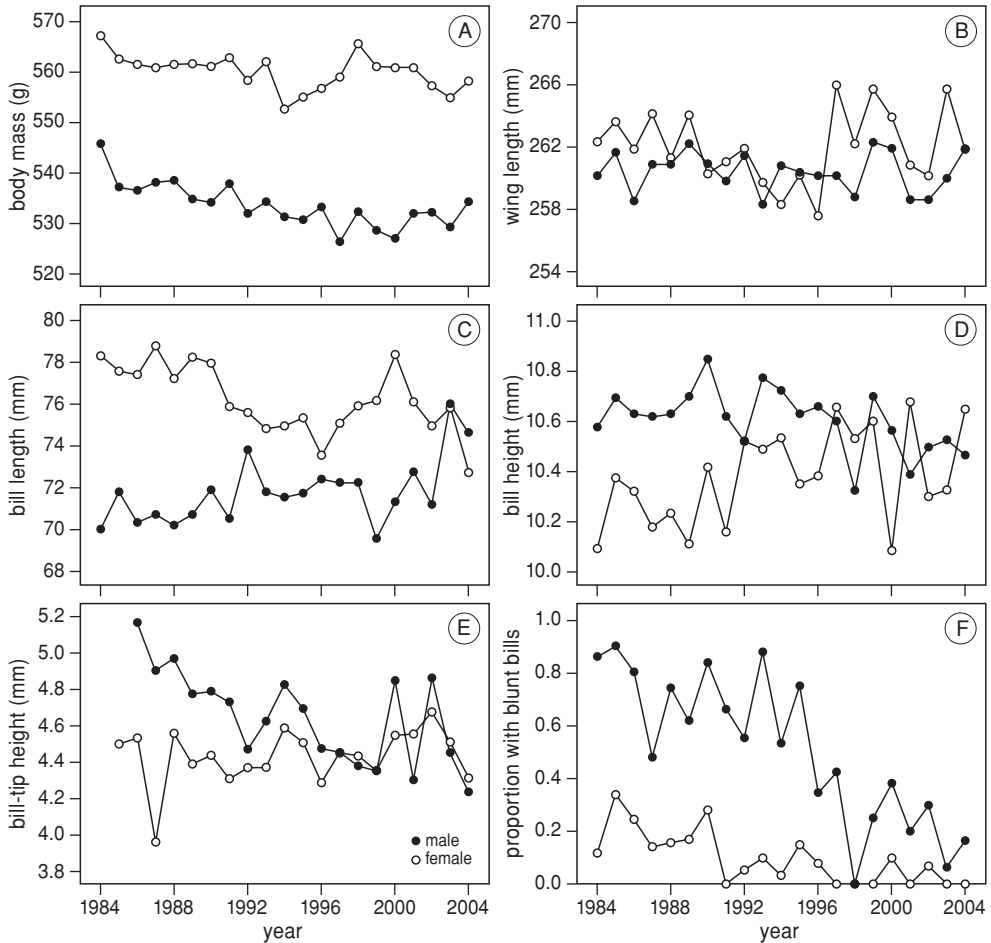 570
560
550
540
530
520
body mass (g)
A
270
266
262
258
254
wing length (mm)
B
80
78
76
74
72
70
68
bill length (mm)
C
11.0
10.8
10.6
10.4
10.2
10.0
bill height (mm)
D
5.2
5.0
4.8
4.6
4.4
4.2
4.0
3.8
bill-tip height (mm)
E
male
female
1984 1988 1992 1996 2000 2004
year
1.0
0.8
0.6
0.4
0.2
0.0
proportion with blunt bills
F
1984 1988 1992 1996 2000 2004
year